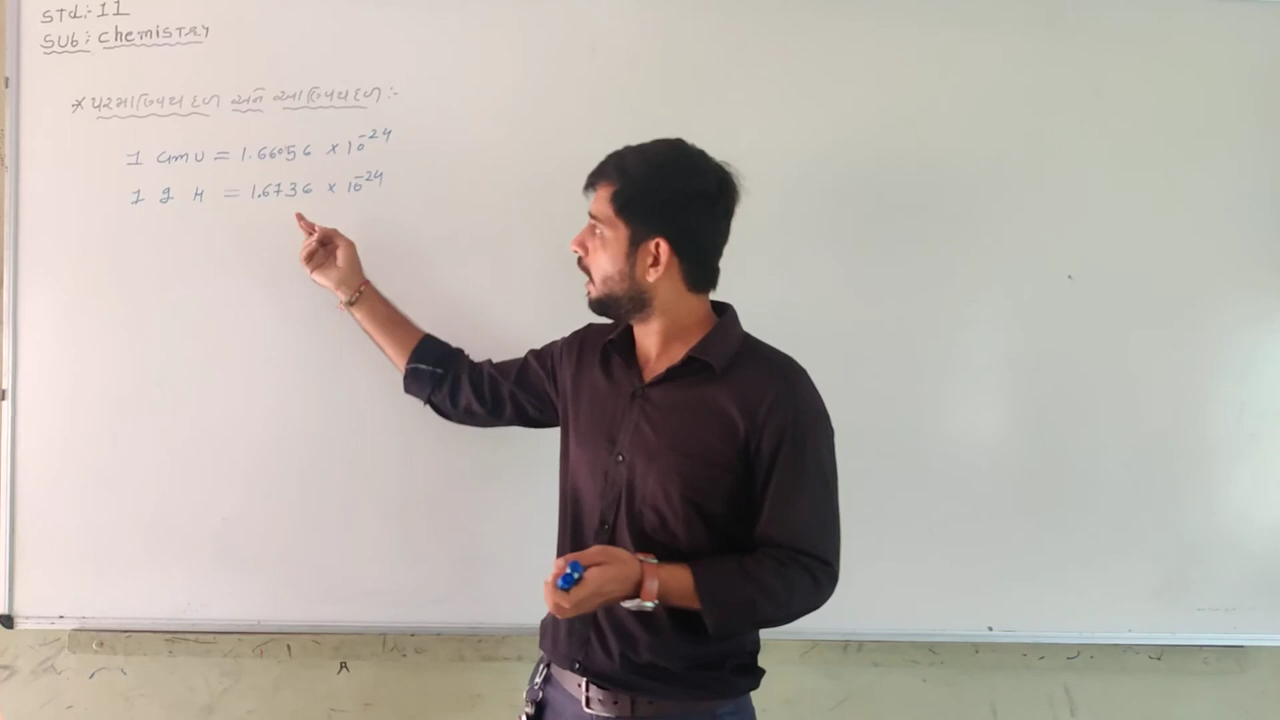 Std:-11
SUb: chemistry
* પરમાણ્વિય દળ અને આણ્વિય દળ :-
1 amu = 1.66056 × 10⁻²⁴
1 g H = 1.6736 × 10⁻²⁴
A